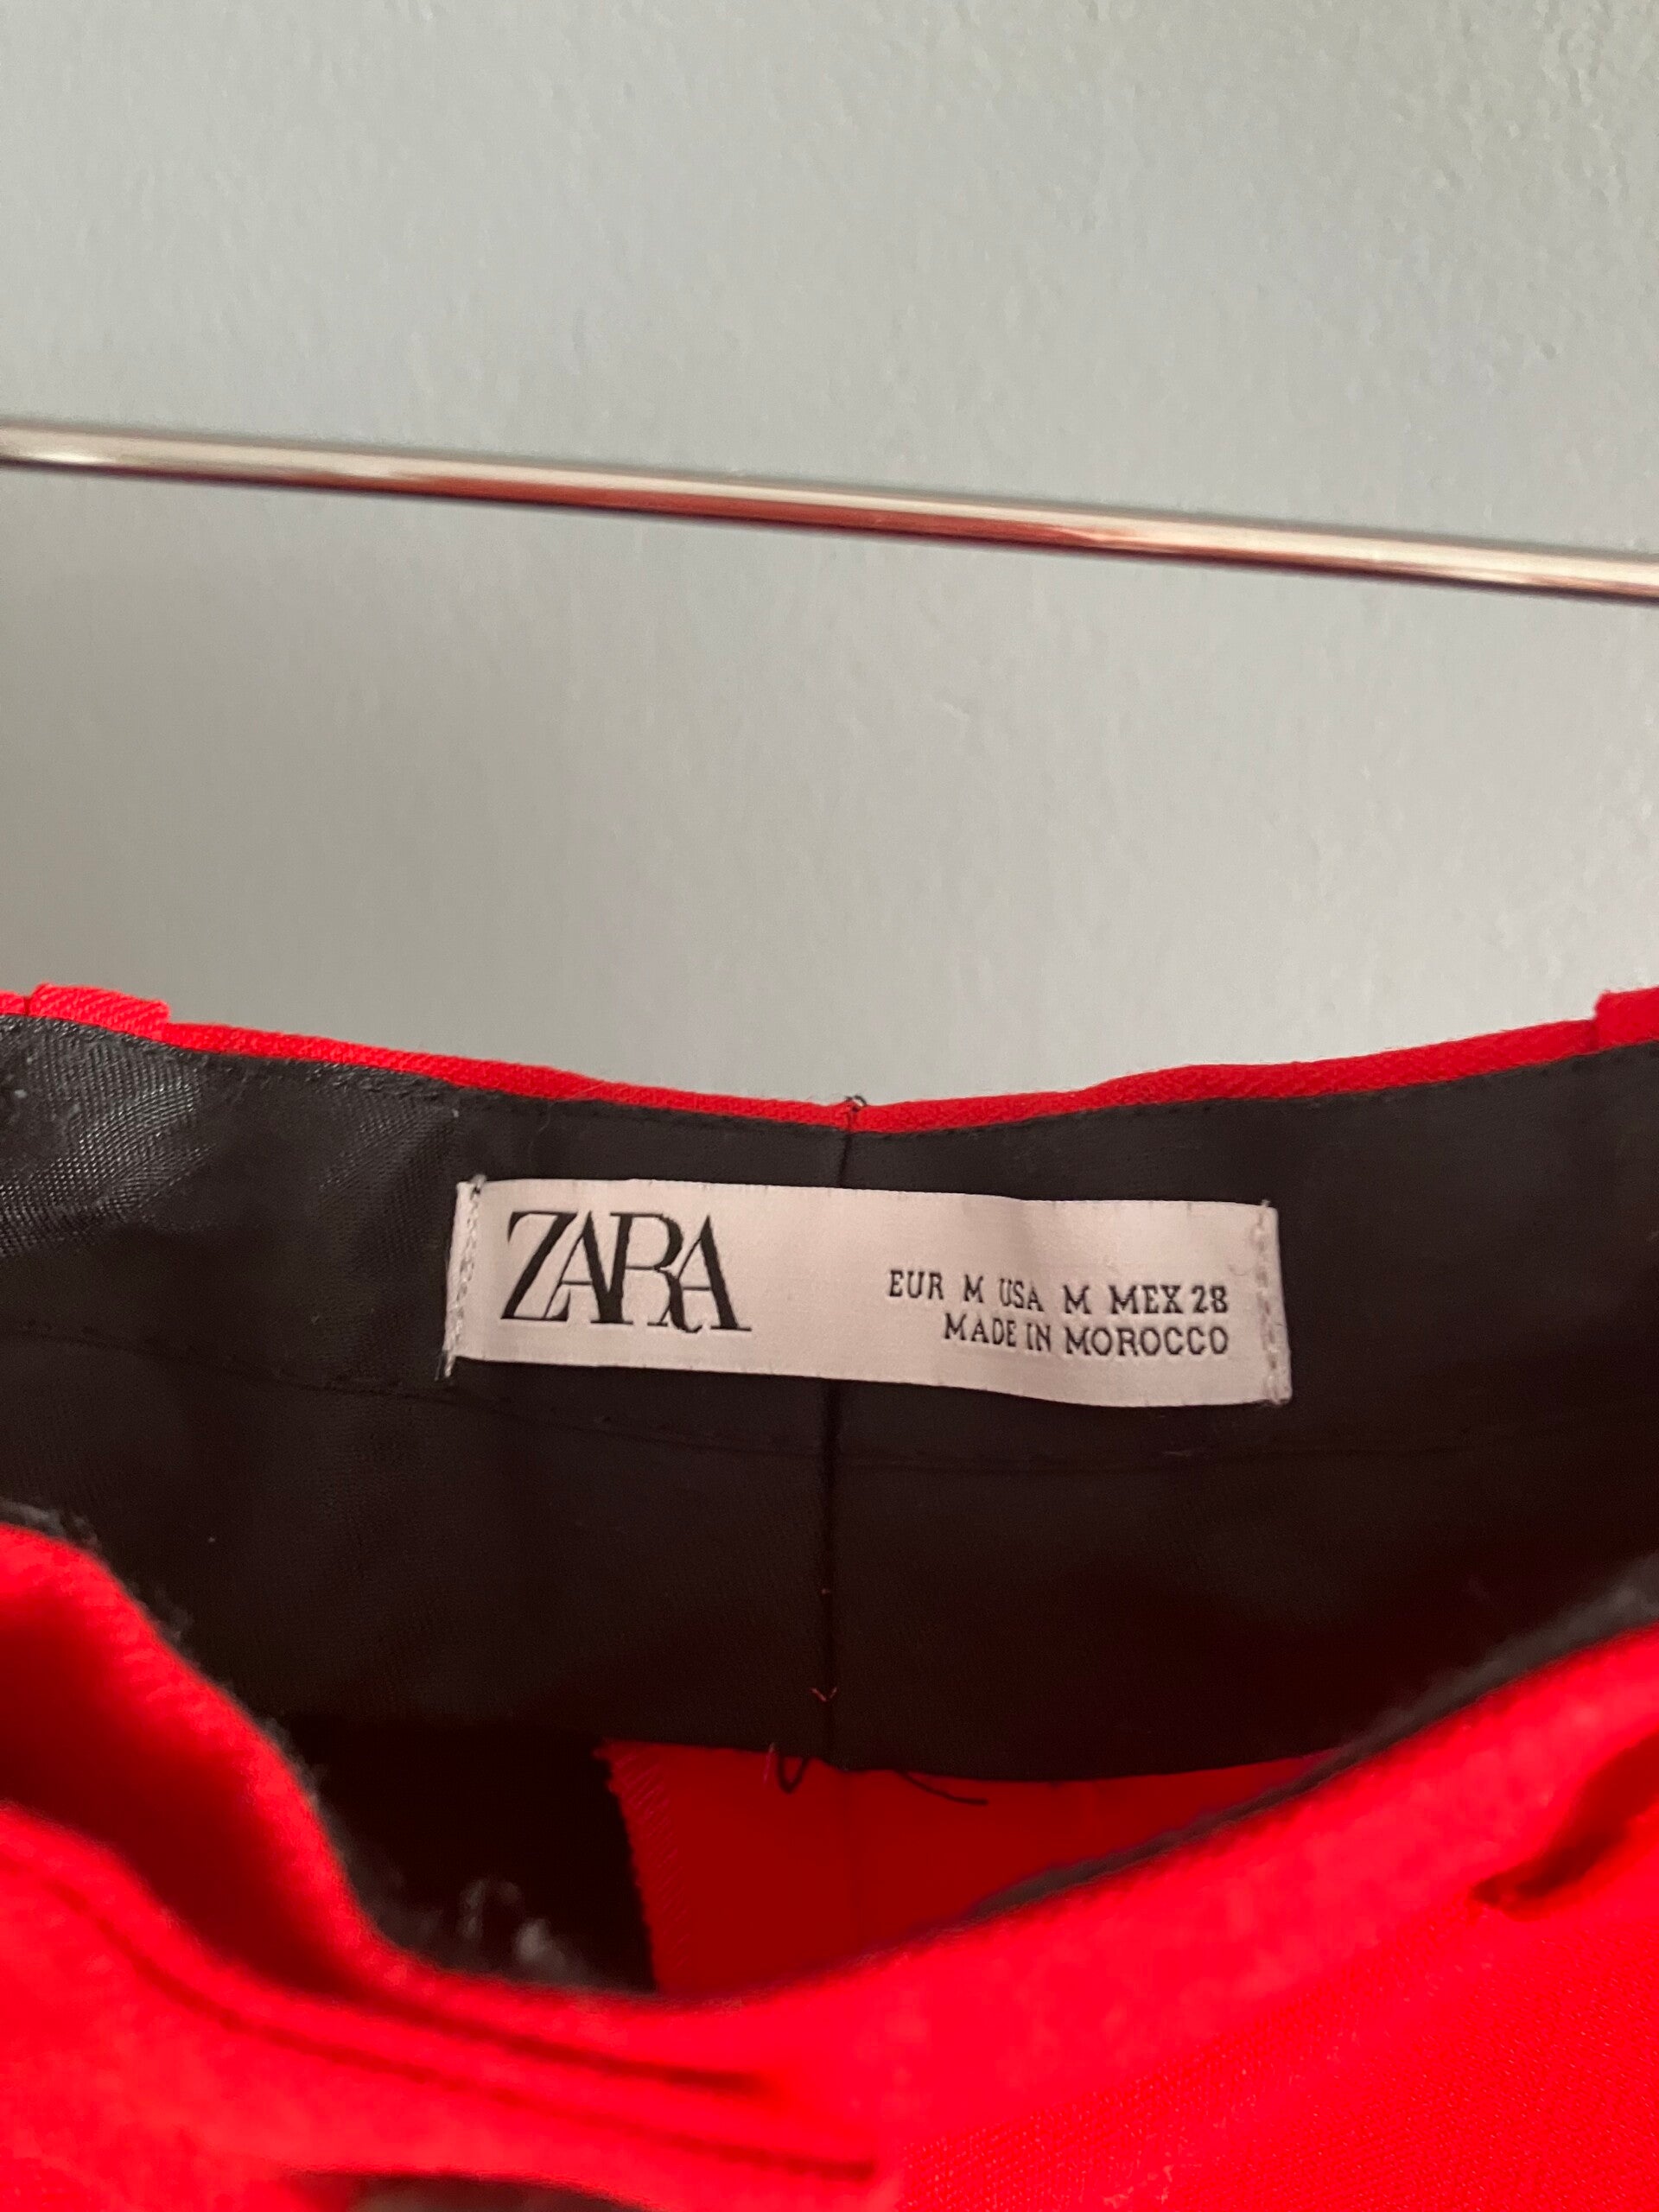 ZARA
EUR M USA M MEX 28
MADE IN MOROCCO